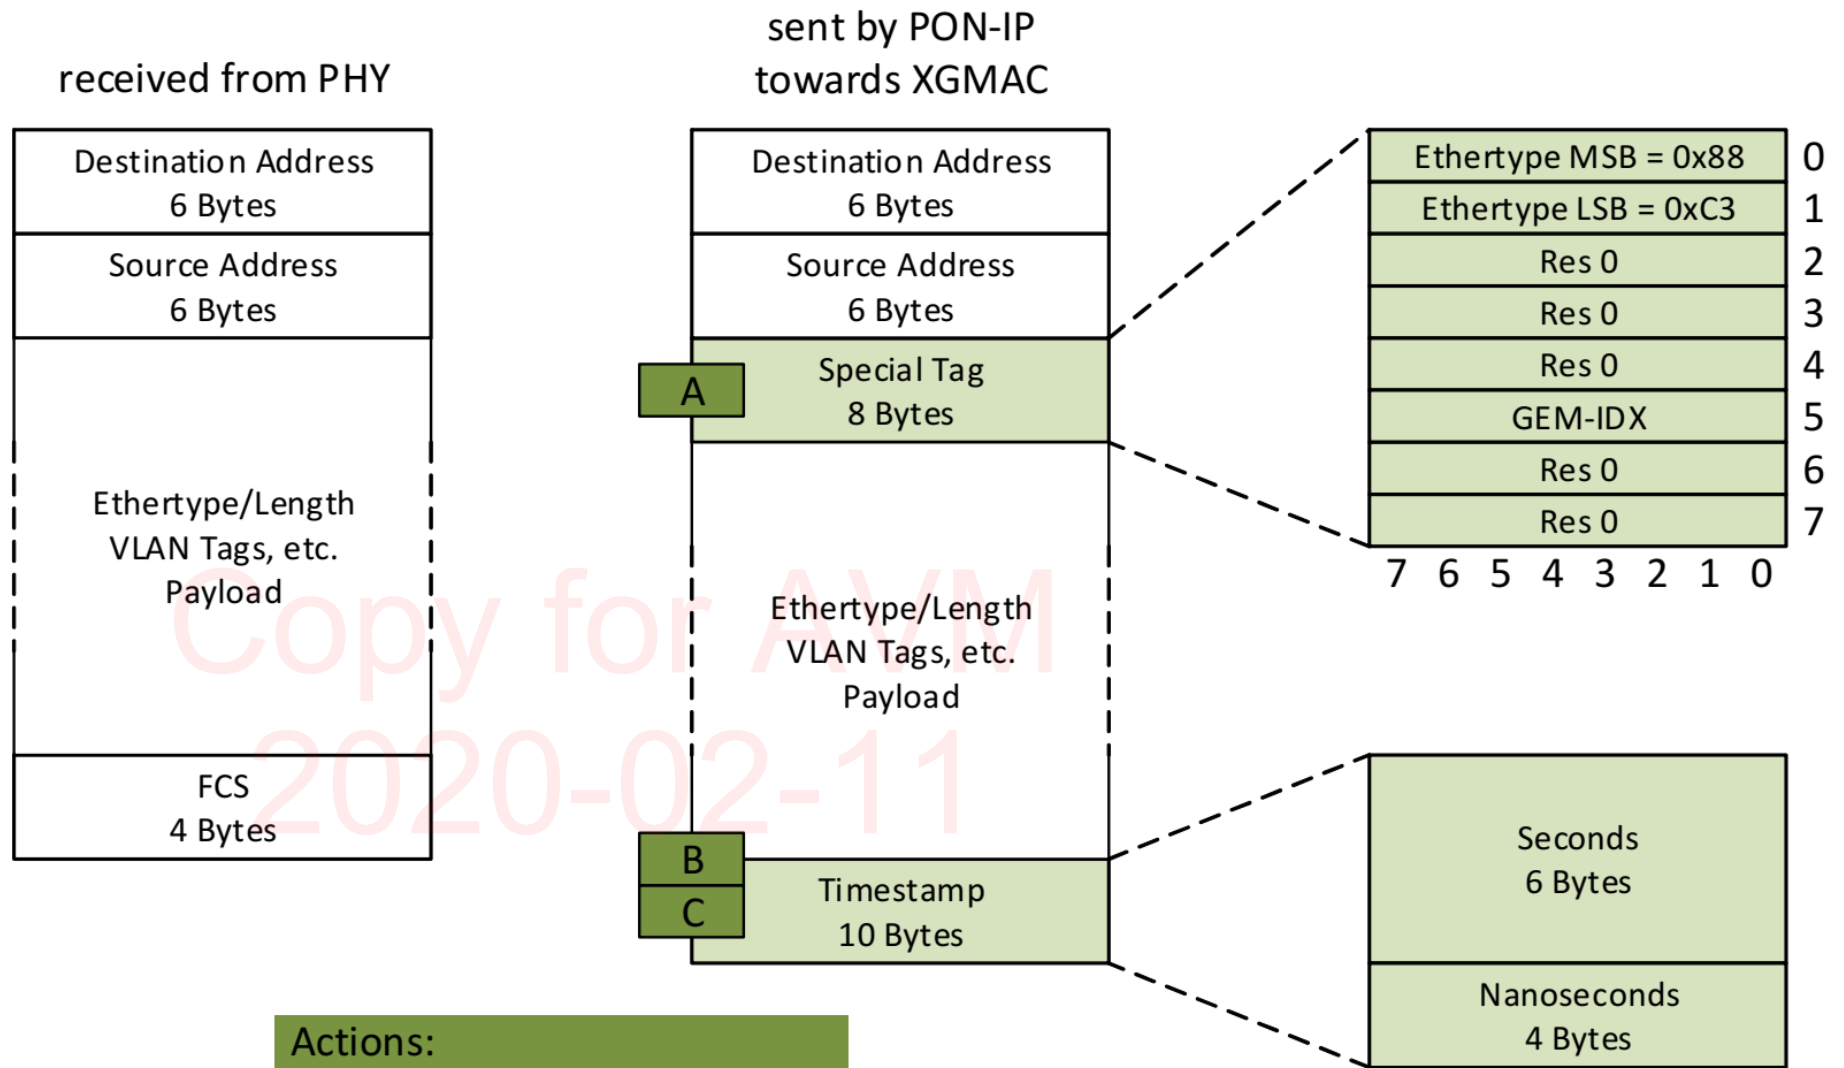 received from PHY
sent by PON-IP
towards XGMAC
Destination Address
6 Bytes
Source Address
6 Bytes
Ethertype/Length
VLAN Tags, etc.
Payload
FCS
4 Bytes
Destination Address
6 Bytes
Source Address
6 Bytes
A
Special Tag
8 Bytes
Ethertype/Length
VLAN Tags, etc.
Payload
B
C
Timestamp
10 Bytes
Ethertype MSB = 0x88 0
Ethertype LSB = 0xC3 1
Res 0 2
Res 0 3
Res 0 4
GEM-IDX 5
Res 0 6
Res 0 7
7 6 5 4 3 2 1 0
Seconds
6 Bytes
Nanoseconds
4 Bytes
Copy for AVM
2020-02-11
Actions: